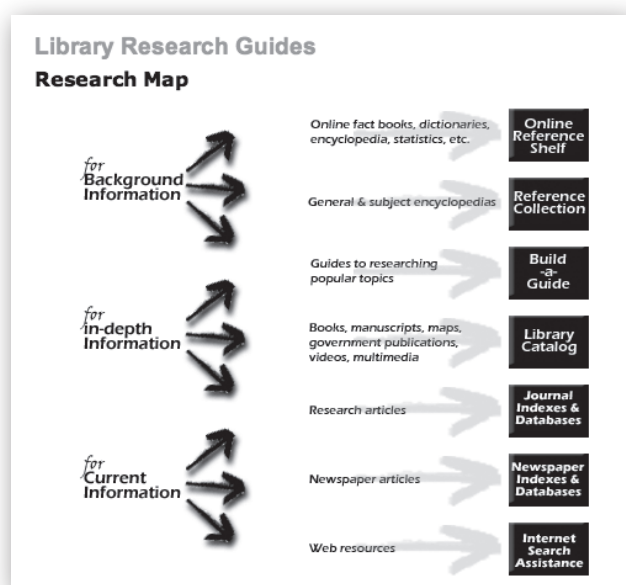 Library Research Guides
Research Map
for
Background
Information
Online fact books, dictionaries,
encyclopedia, statistics, etc.
Online
Reference
Shelf
General & subject encyclopedias
Reference
Collection
Guides to researching
popular topics
Build
-a-
Guide
for
in-depth
Information
Books, manuscripts, maps,
government publications,
videos, multimedia
Library
Catalog
Research articles
Journal
Indexes &
Databases
for
Current
Information
Newspaper articles
Newspaper
Indexes &
Databases
Web resources
Internet
Search
Assistance